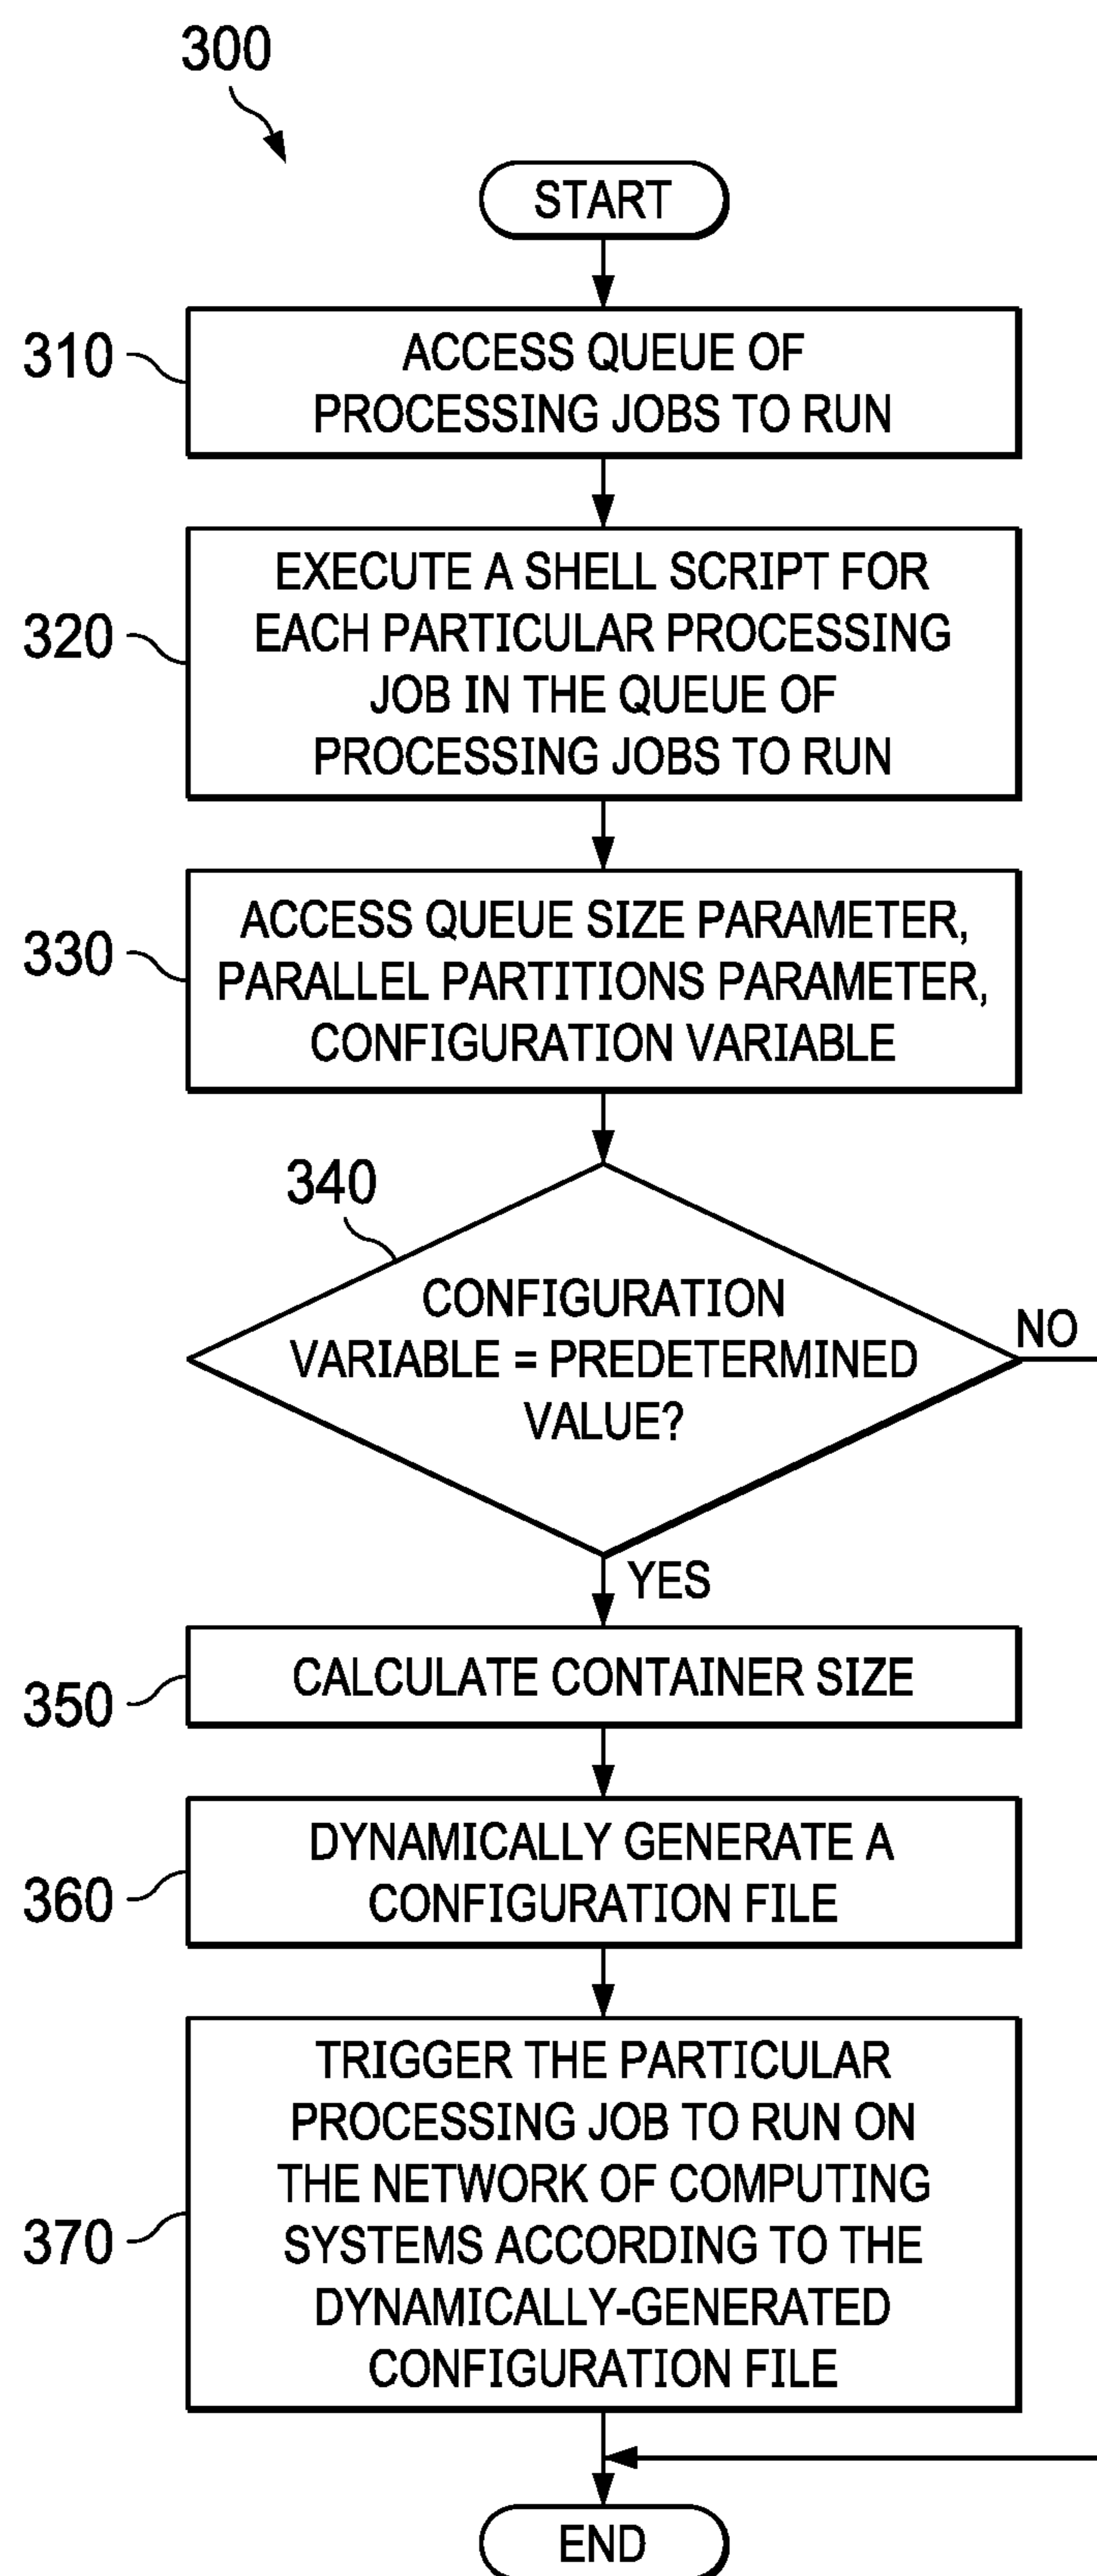 300
START
310
ACCESS QUEUE OF
PROCESSING JOBS TO RUN
320
EXECUTE A SHELL SCRIPT FOR
EACH PARTICULAR PROCESSING
JOB IN THE QUEUE OF
PROCESSING JOBS TO RUN
330
ACCESS QUEUE SIZE PARAMETER,
PARALLEL PARTITIONS PARAMETER,
CONFIGURATION VARIABLE
340
CONFIGURATION
VARIABLE = PREDETERMINED
VALUE?
NO
YES
350
CALCULATE CONTAINER SIZE
360
DYNAMICALLY GENERATE A
CONFIGURATION FILE
370
TRIGGER THE PARTICULAR
PROCESSING JOB TO RUN ON
THE NETWORK OF COMPUTING
SYSTEMS ACCORDING TO THE
DYNAMICALLY-GENERATED
CONFIGURATION FILE
END